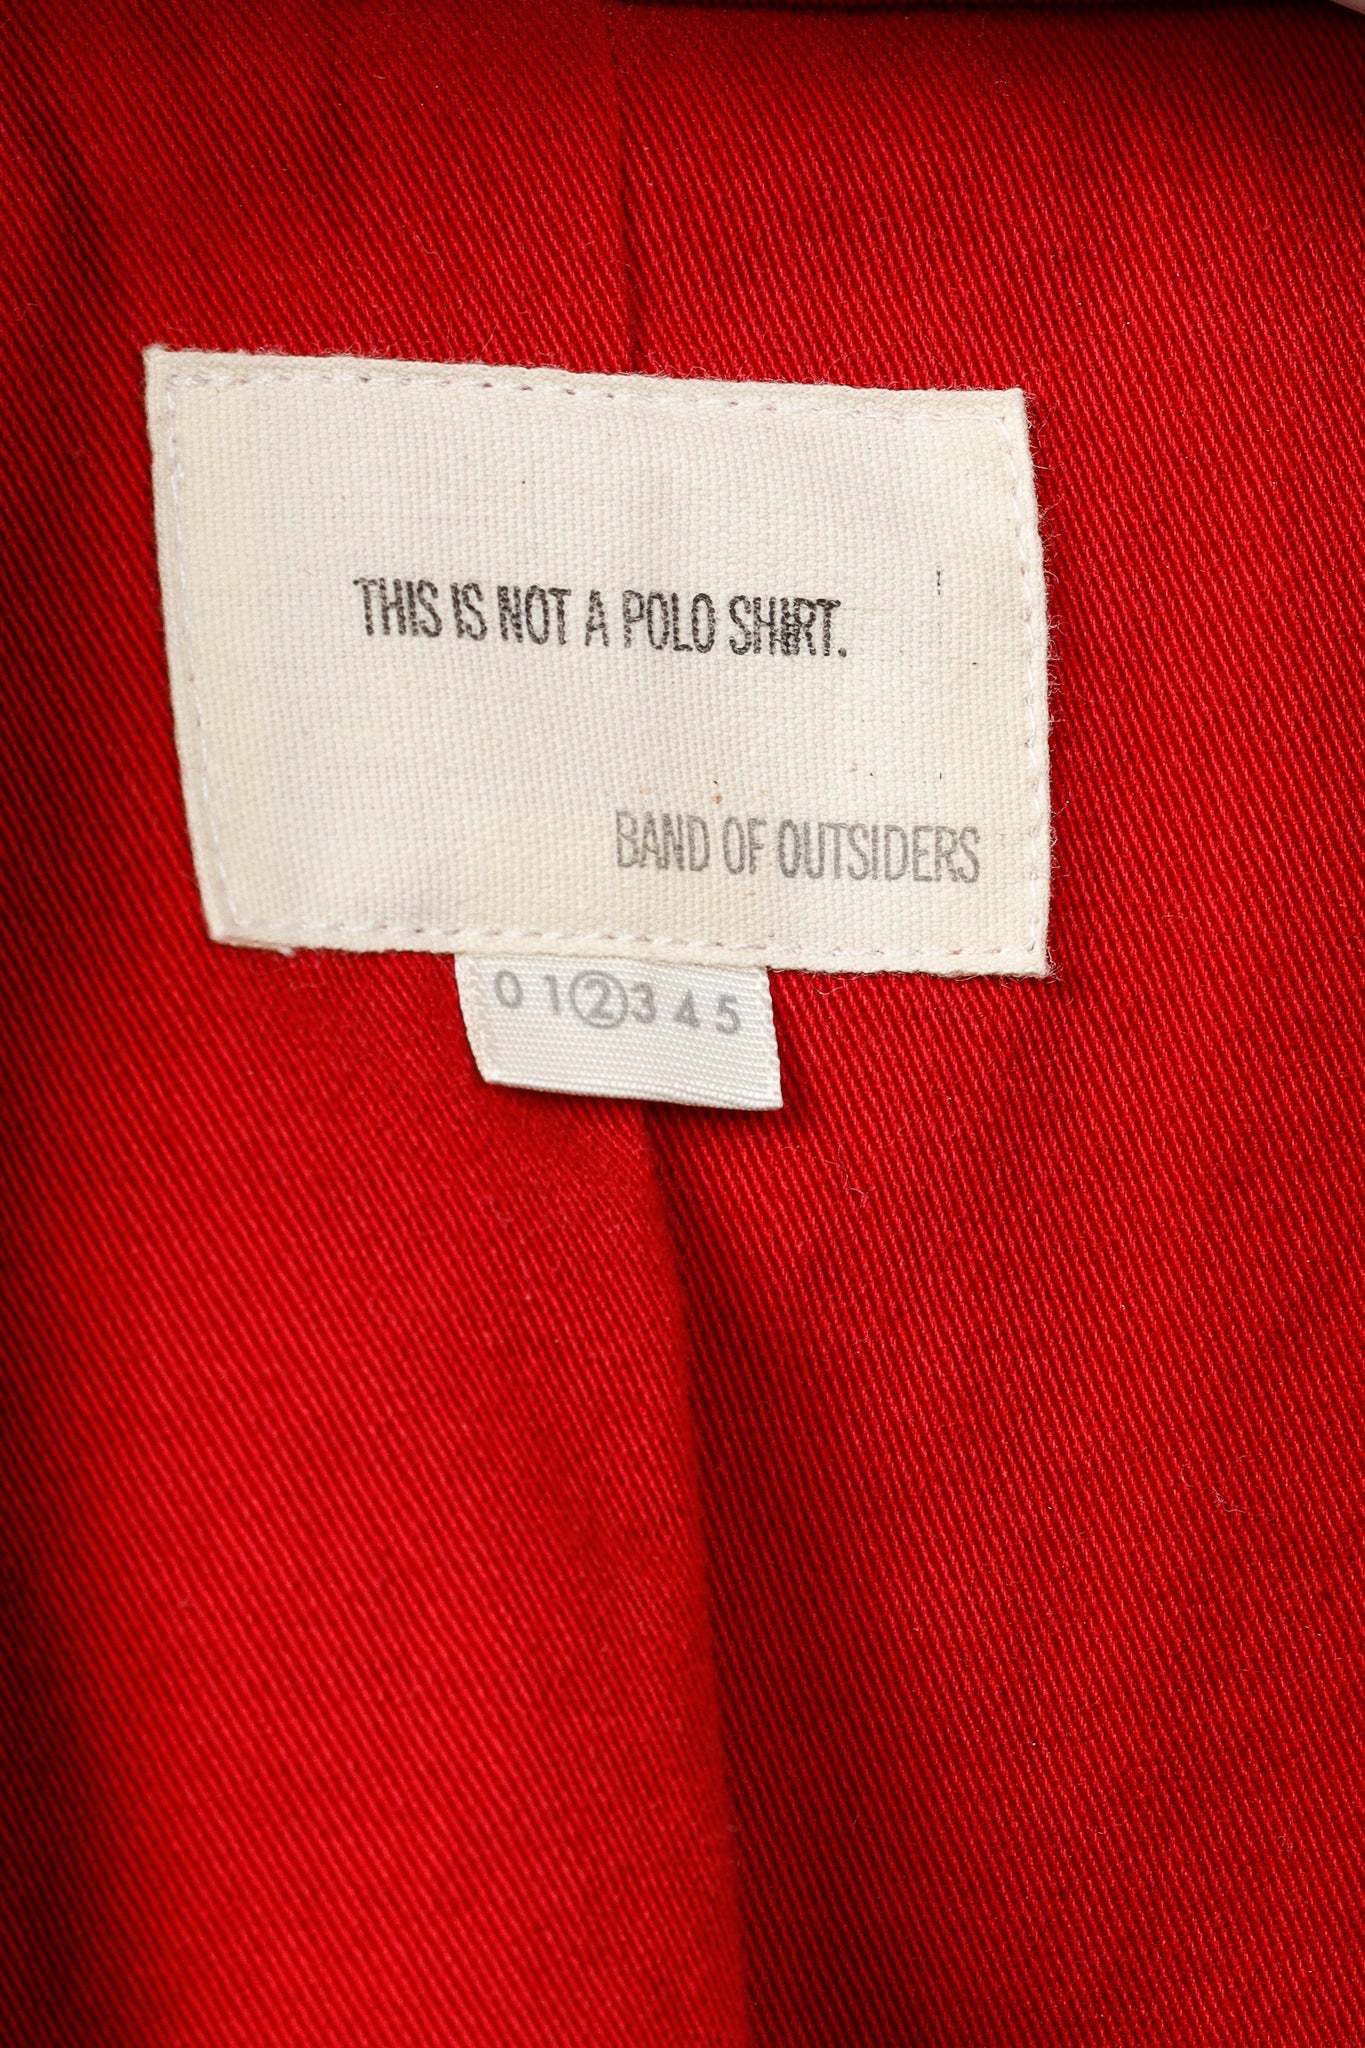 THIS IS NOT A POLO SHIRT.
BAND OF OUTSIDERS
0 1 2 3 4 5